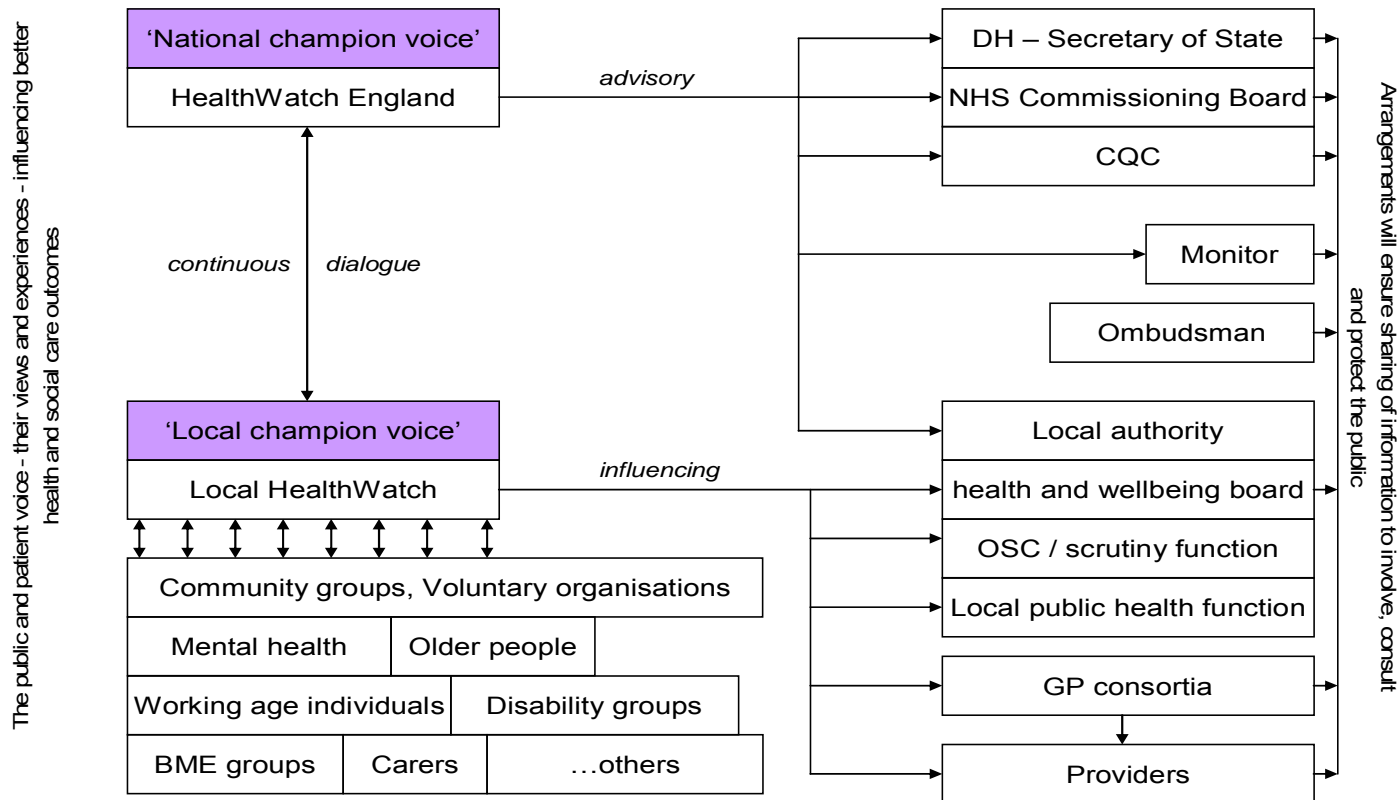 The public and patient voice - their views and experiences - influencing better
health and social care outcomes
‘National champion voice’
HealthWatch England
advisory
continuous
dialogue
‘Local champion voice’
Local HealthWatch
influencing
Community groups, Voluntary organisations
Mental health
Older people
Working age individuals
Disability groups
BME groups
Carers
…others
DH – Secretary of State
NHS Commissioning Board
CQC
Monitor
Ombudsman
Local authority
health and wellbeing board
OSC / scrutiny function
Local public health function
GP consortia
Providers
Arrangements will ensure sharing of information to involve, consult
and protect the public